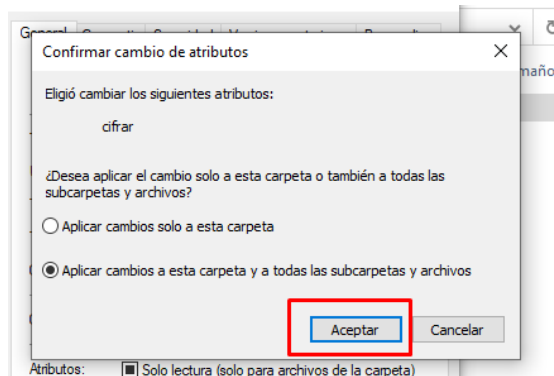 General
Confirmar cambio de atributos
maño
Eligió cambiar los siguientes atributos:
cifrar
¿Desea aplicar el cambio solo a esta carpeta o también a todas las
subcarpetas y archivos?
Aplicar cambios solo a esta carpeta
Aplicar cambios a esta carpeta y a todas las subcarpetas y archivos
Aceptar
Cancelar
Atributos:
Solo lectura (solo para archivos de la carpeta)